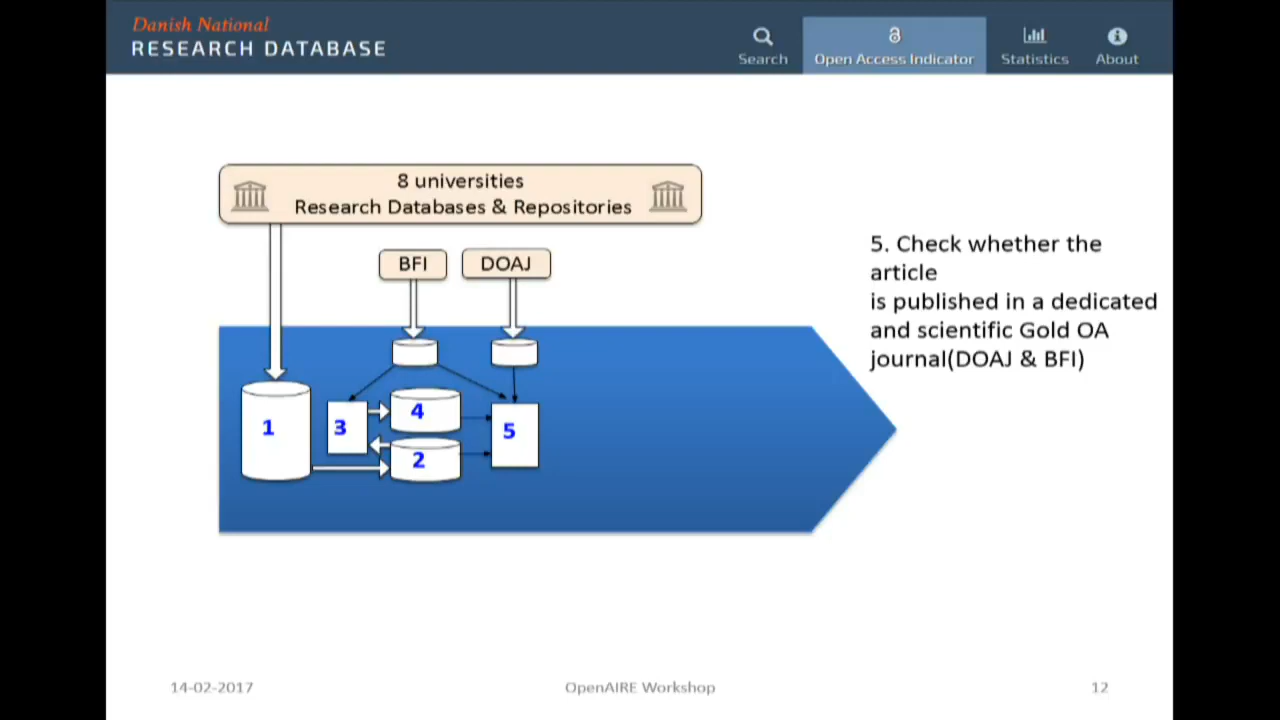 Danish National
RESEARCH DATABASE
Search
Open Access Indicator
Statistics
About
8 universities
Research Databases & Repositories
BFI
DOAJ
5. Check whether the
article
is published in a dedicated
and scientific Gold OA
journal(DOAJ & BFI)
1
3
4
2
5
14-02-2017
OpenAIRE Workshop
12